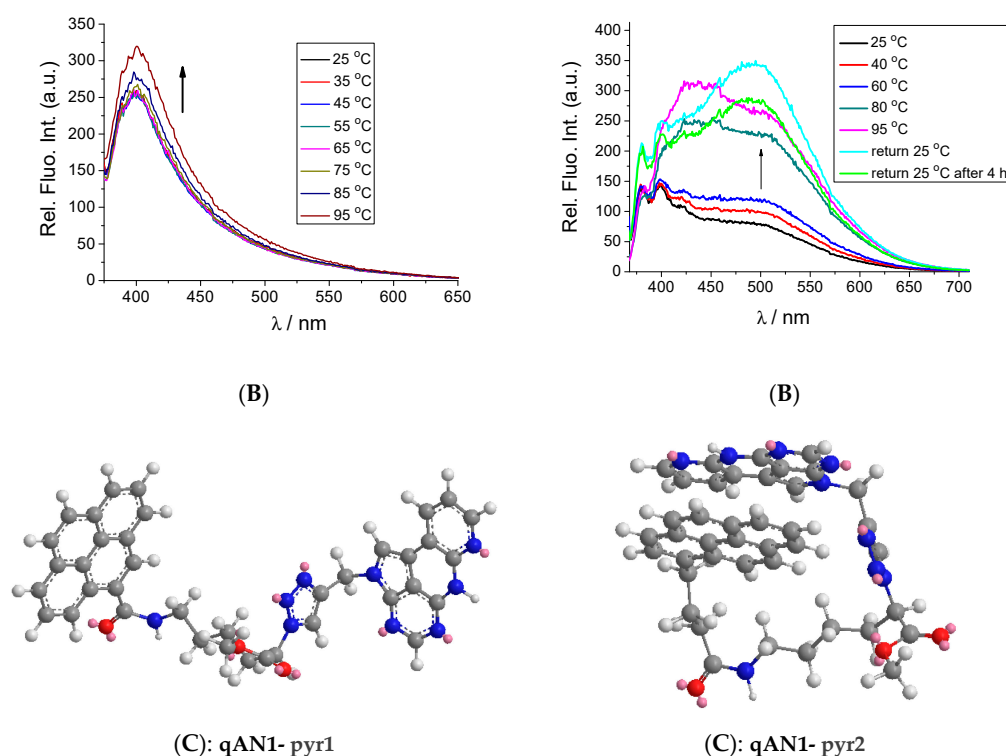 Rel. Fluo. Int. (a.u.)
350
300
250
200
150
100
50
0
400
450
500
550
600
650
λ / nm
25 °C
35 °C
45 °C
55 °C
65 °C
75 °C
85 °C
95 °C
Rel. Fluo. Int. (a.u.)
400
350
300
250
200
150
100
50
0
400
450
500
550
600
650
700
λ / nm
25 °C
40 °C
60 °C
80 °C
95 °C
return 25 °C
return 25 °C after 4 h
(B)
(B)
(C): qAN1- pyr1
(C): qAN1- pyr2